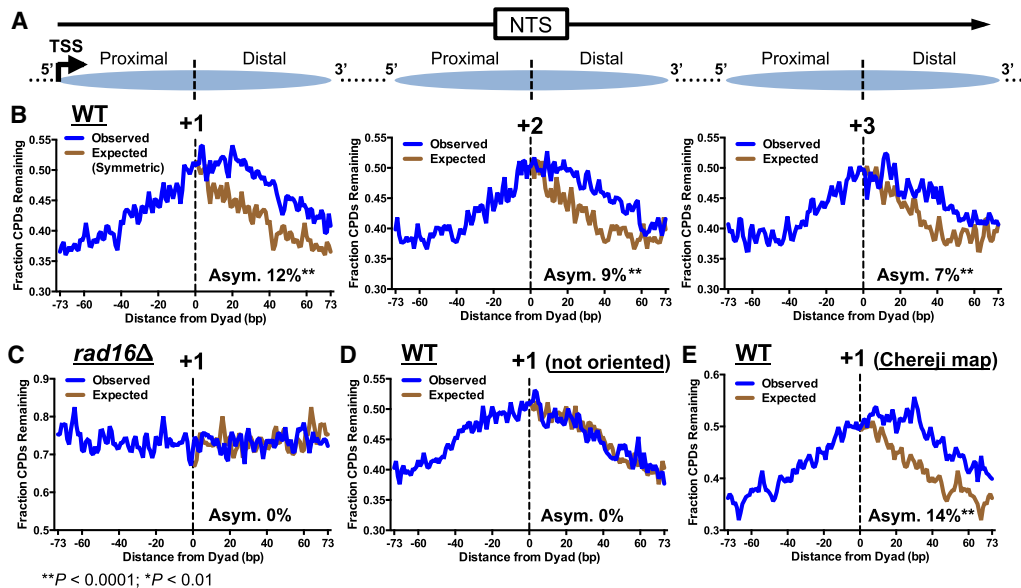 A
NTS
TSS
5' Proximal Distal 3' 5' Proximal Distal 3' 5' Proximal Distal 3'
B
WT
+1
Observed
Expected
(Symmetric)
Fraction CPDs Remaining
0.55
0.50
0.45
0.40
0.35
0.30
Asym. 12%**
-73 -60 -40 -20 0 20 40 60 73
Distance from Dyad (bp)
+2
Observed
Expected
Fraction CPDs Remaining
0.55
0.50
0.45
0.40
0.35
0.30
Asym. 9%**
-73 -60 -40 -20 0 20 40 60 73
Distance from Dyad (bp)
+3
Observed
Expected
Fraction CPDs Remaining
0.55
0.50
0.45
0.40
0.35
0.30
Asym. 7%**
-73 -60 -40 -20 0 20 40 60 73
Distance from Dyad (bp)
C
rad16Δ
+1
Observed
Expected
Fraction CPDs Remaining
0.9
0.8
0.7
0.6
0.5
Asym. 0%
-73 -60 -40 -20 0 20 40 60 73
Distance from Dyad (bp)
D
WT
+1 (not oriented)
Observed
Expected
Fraction CPDs Remaining
0.55
0.50
0.45
0.40
0.35
0.30
Asym. 0%
-73 -60 -40 -20 0 20 40 60 73
Distance from Dyad (bp)
E
WT
+1 (Chereji map)
Observed
Expected
Fraction CPDs Remaining
0.6
0.5
0.4
0.3
Asym. 14%**
-73 -60 -40 -20 0 20 40 60 73
Distance from Dyad (bp)
**P < 0.0001; *P < 0.01